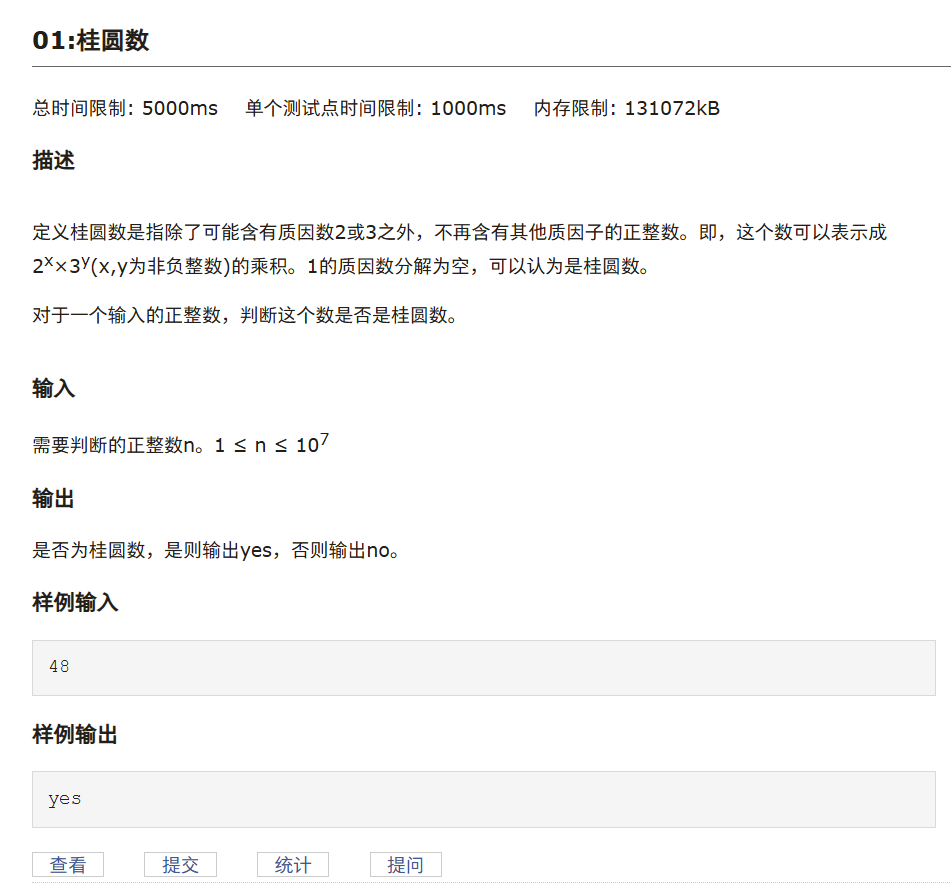 01:桂圆数
总时间限制: 5000ms 单个测试点时间限制: 1000ms 内存限制: 131072kB
描述
定义桂圆数是指除了可能含有质因数2或3之外，不再含有其他质因子的正整数。即，这个数可以表示成
2ˣ×3ʸ(x,y为非负整数)的乘积。1的质因数分解为空，可以认为是桂圆数。
对于一个输入的正整数，判断这个数是否是桂圆数。
输入
需要判断的正整数n。1 ≤ n ≤ 10⁷
输出
是否为桂圆数，是则输出yes，否则输出no。
样例输入
48
样例输出
yes
查看 提交 统计 提问